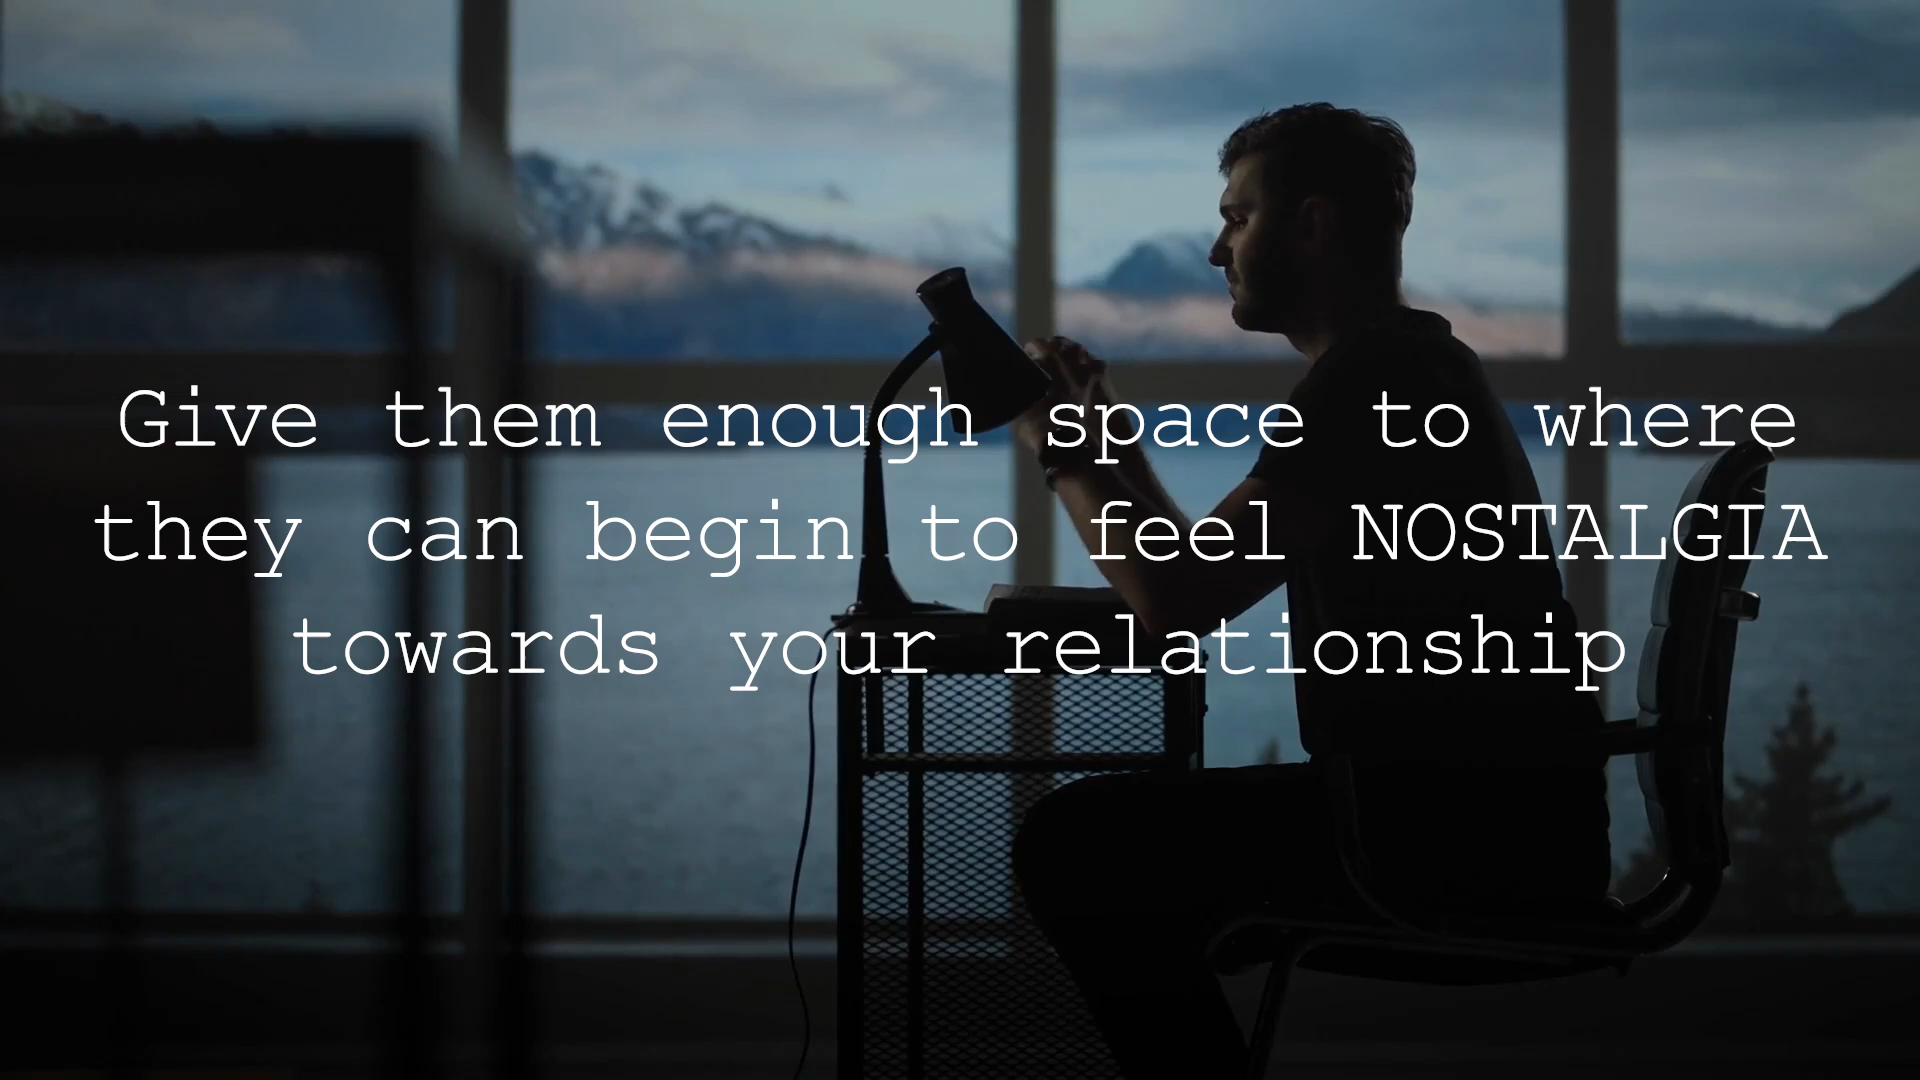 Give them enough space to where
they can begin to feel NOSTALGIA
towards your relationship